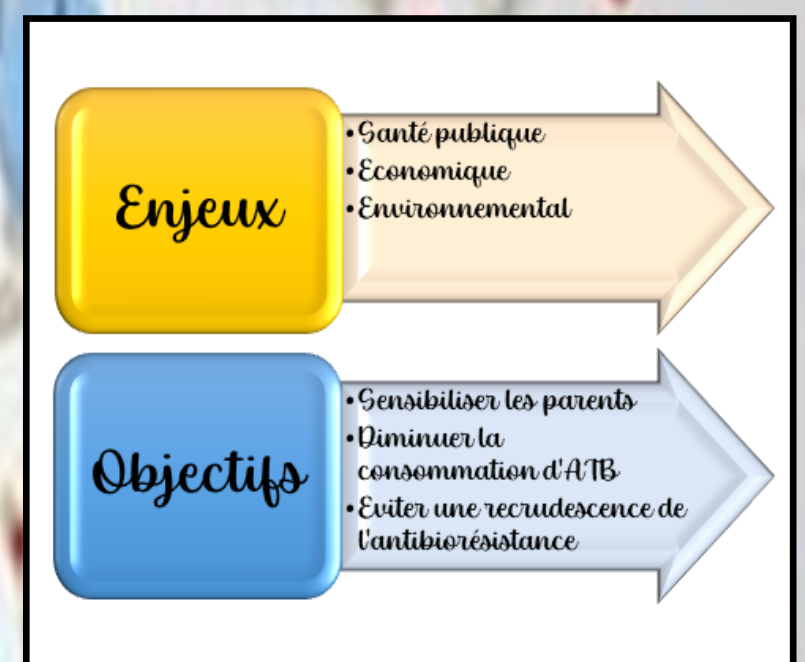 Enjeux
•Santé publique
•Economique
•Environnemental
Objectifs
•Sensibiliser les parents
•Diminuer la
consommation d'ATB
•Eviter une recrudescence de
l'antibiorésistance